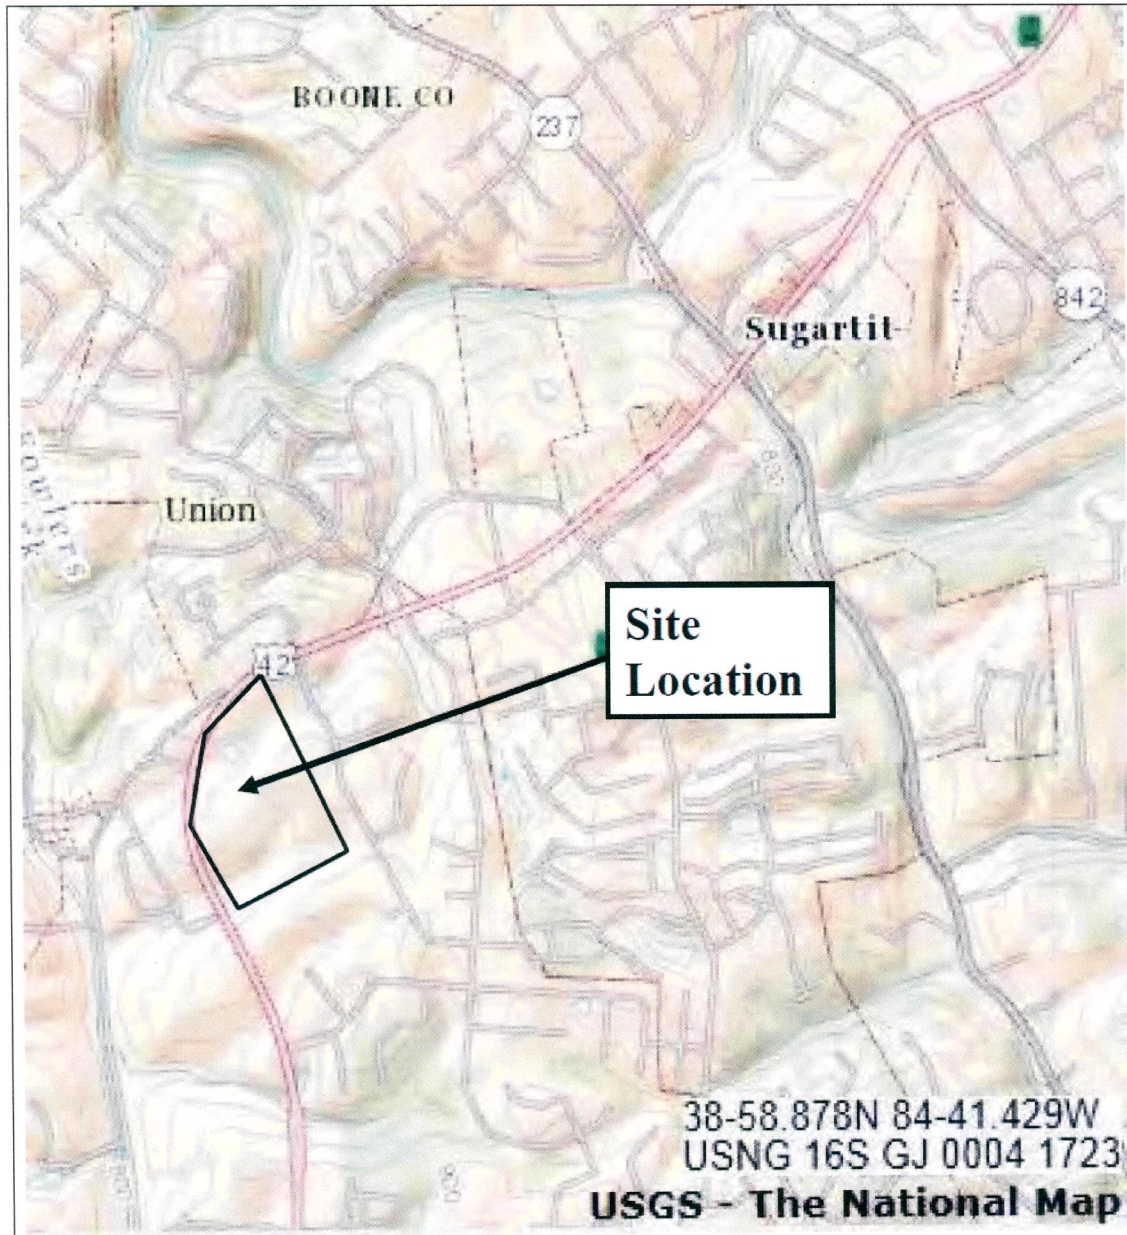 BOONE CO
237
842
Sugartit
Union
42
Site
Location
38-58.878N 84-41.429W
USNG 16S GJ 0004 1723
USGS - The National Map